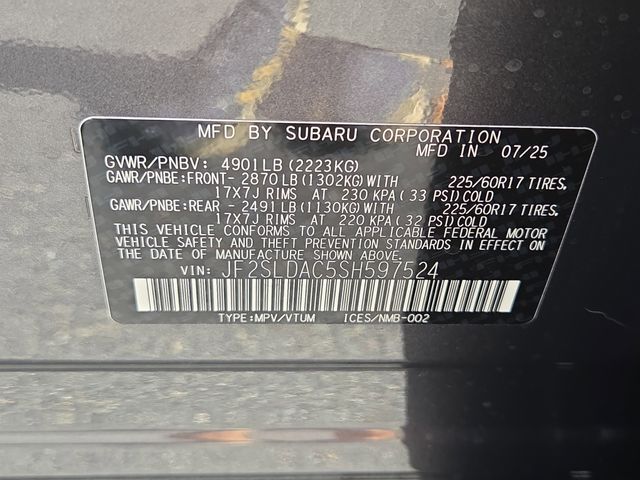 MFD BY SUBARU CORPORATION
MFD IN 07/25
GVWR/PNBV: 4901LB (2223KG)
GAWR/PNBE:FRONT- 2870LB (1302KG)WITH 225/60R17 TIRES,
17X7J RIMS AT 230 KPA (33 PSI)COLD
GAWR/PNBE:REAR - 2491LB (1130KG)WITH 225/60R17 TIRES,
17X7J RIMS AT 220 KPA (32 PSI)COLD
THIS VEHICLE CONFORMS TO ALL APPLICABLE FEDERAL MOTOR
VEHICLE SAFETY AND THEFT PREVENTION STANDARDS IN EFFECT ON
THE DATE OF MANUFACTURE SHOWN ABOVE.
VIN: JF2SLDAC5SH597524
TYPE:MPV/VTUM ICES/NMB-002